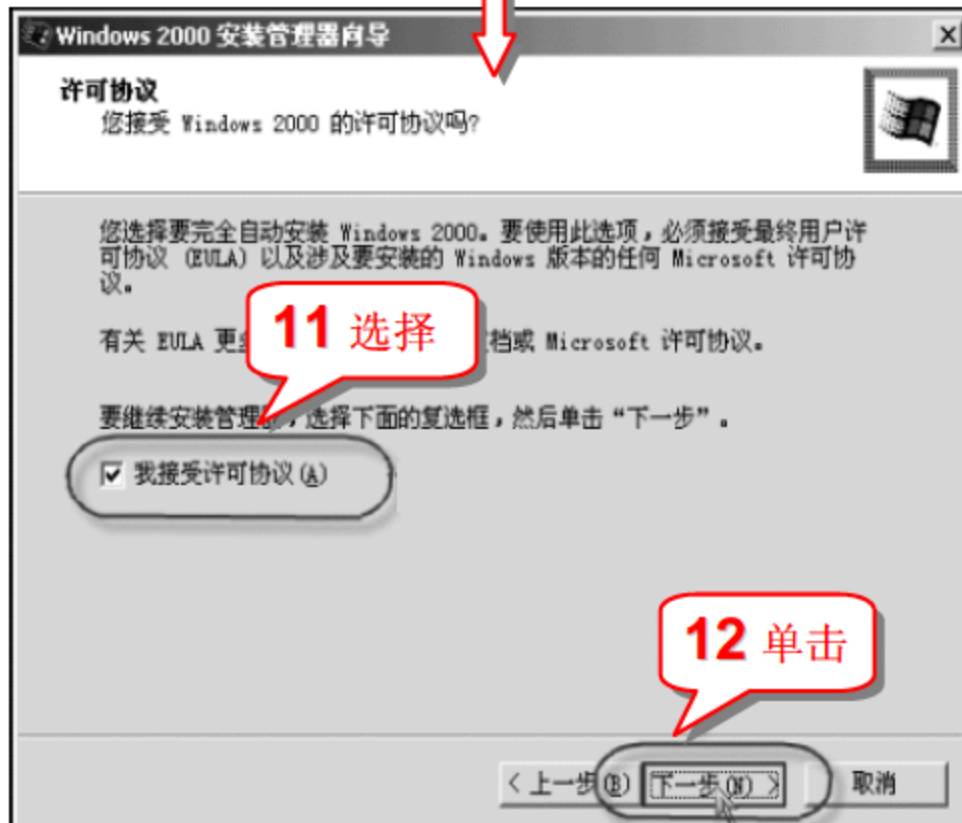 Windows 2000 安装管理器向导
许可协议
您接受 Windows 2000 的许可协议吗?
您选择要完全自动安装 Windows 2000。要使用此选项，必须接受最终用户许
可协议 (EULA) 以及涉及要安装的 Windows 版本的任何 Microsoft 许可协
议。
11 选择
有关 EULA 更 档或 Microsoft 许可协议。
要继续安装管理 ，选择下面的复选框，然后单击“下一步”。
我接受许可协议(A)
12 单击
< 上一步(B)
下一步(N) >
取消